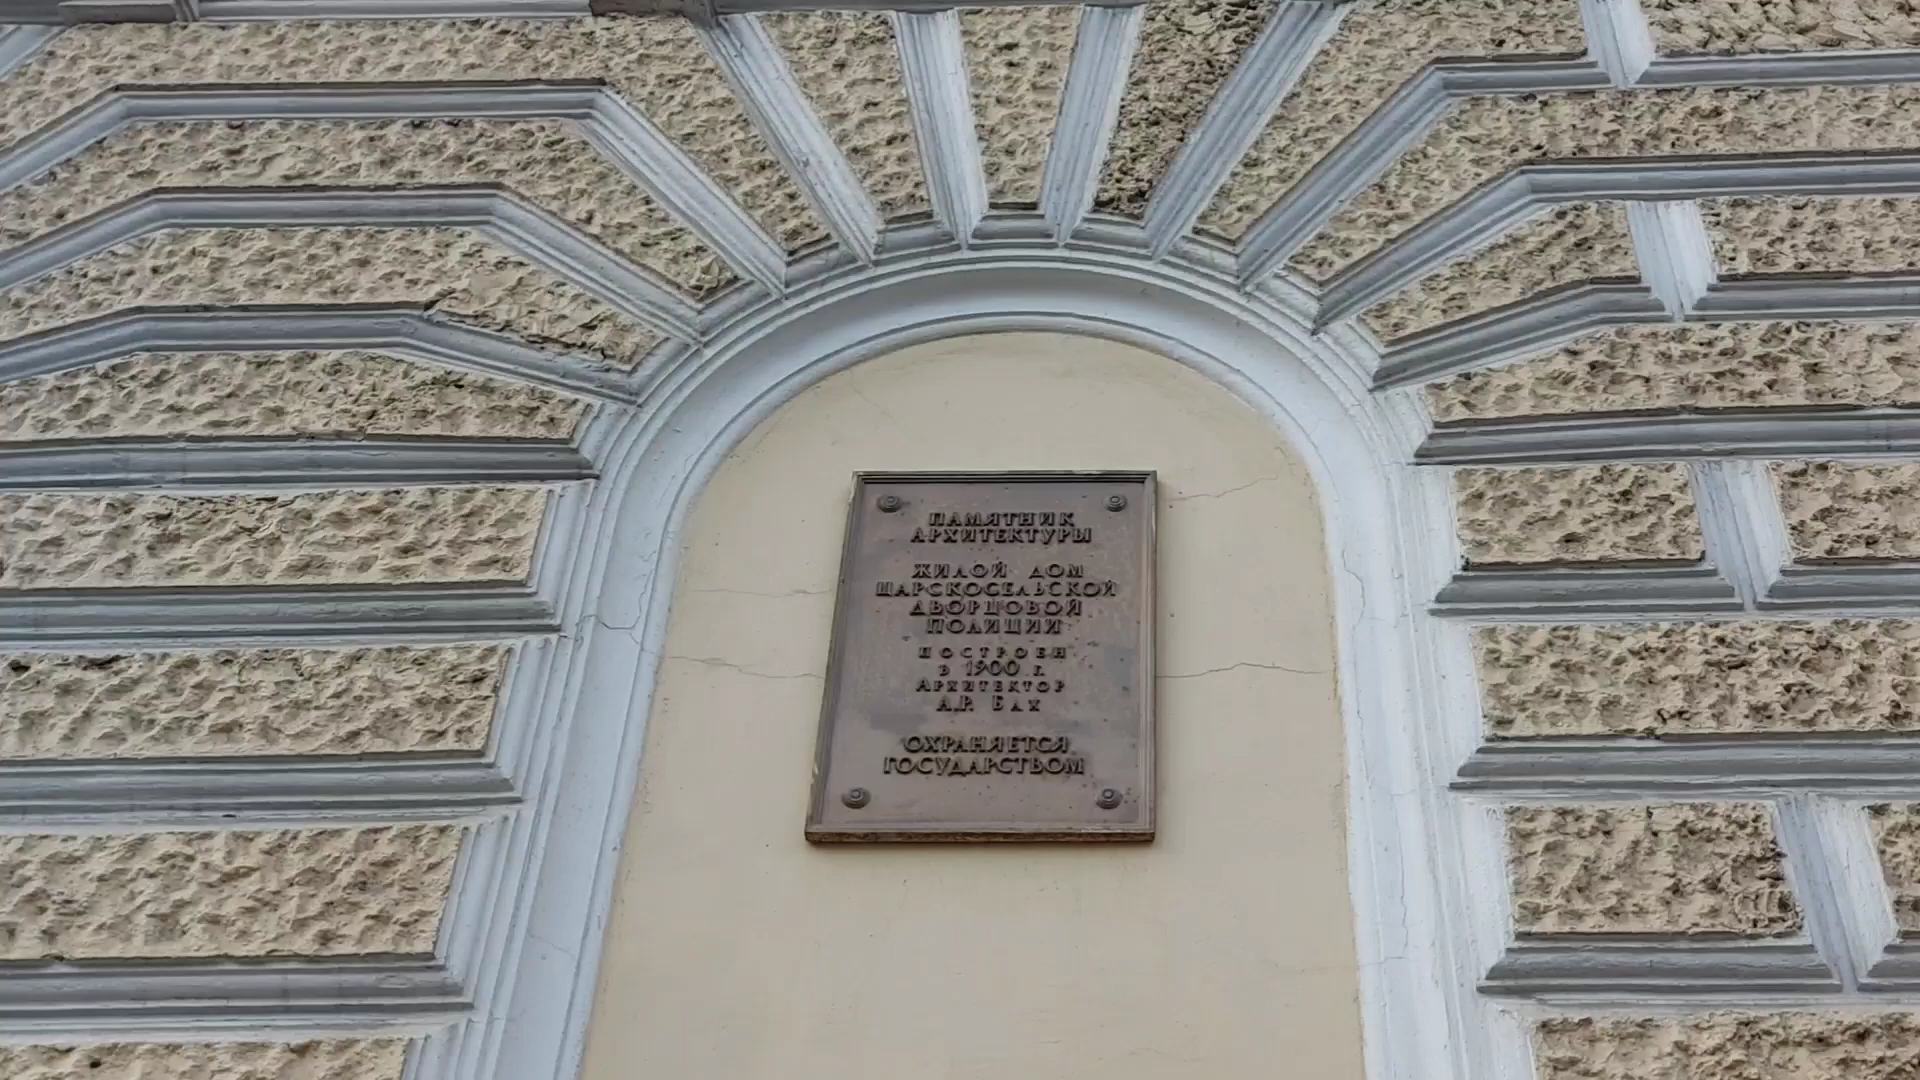 ПАМЯТНИК
АРХИТЕКТУРЫ
ЖИЛОЙ ДОМ
ЦАРСКОСЕЛЬСКОЙ
ДВОРЦОВОЙ
ПОЛИЦИИ
ПОСТРОЕН
В 1900 Г.
АРХИТЕКТОР
А.Р. БАХ
ОХРАНЯЕТСЯ
ГОСУДАРСТВОМ